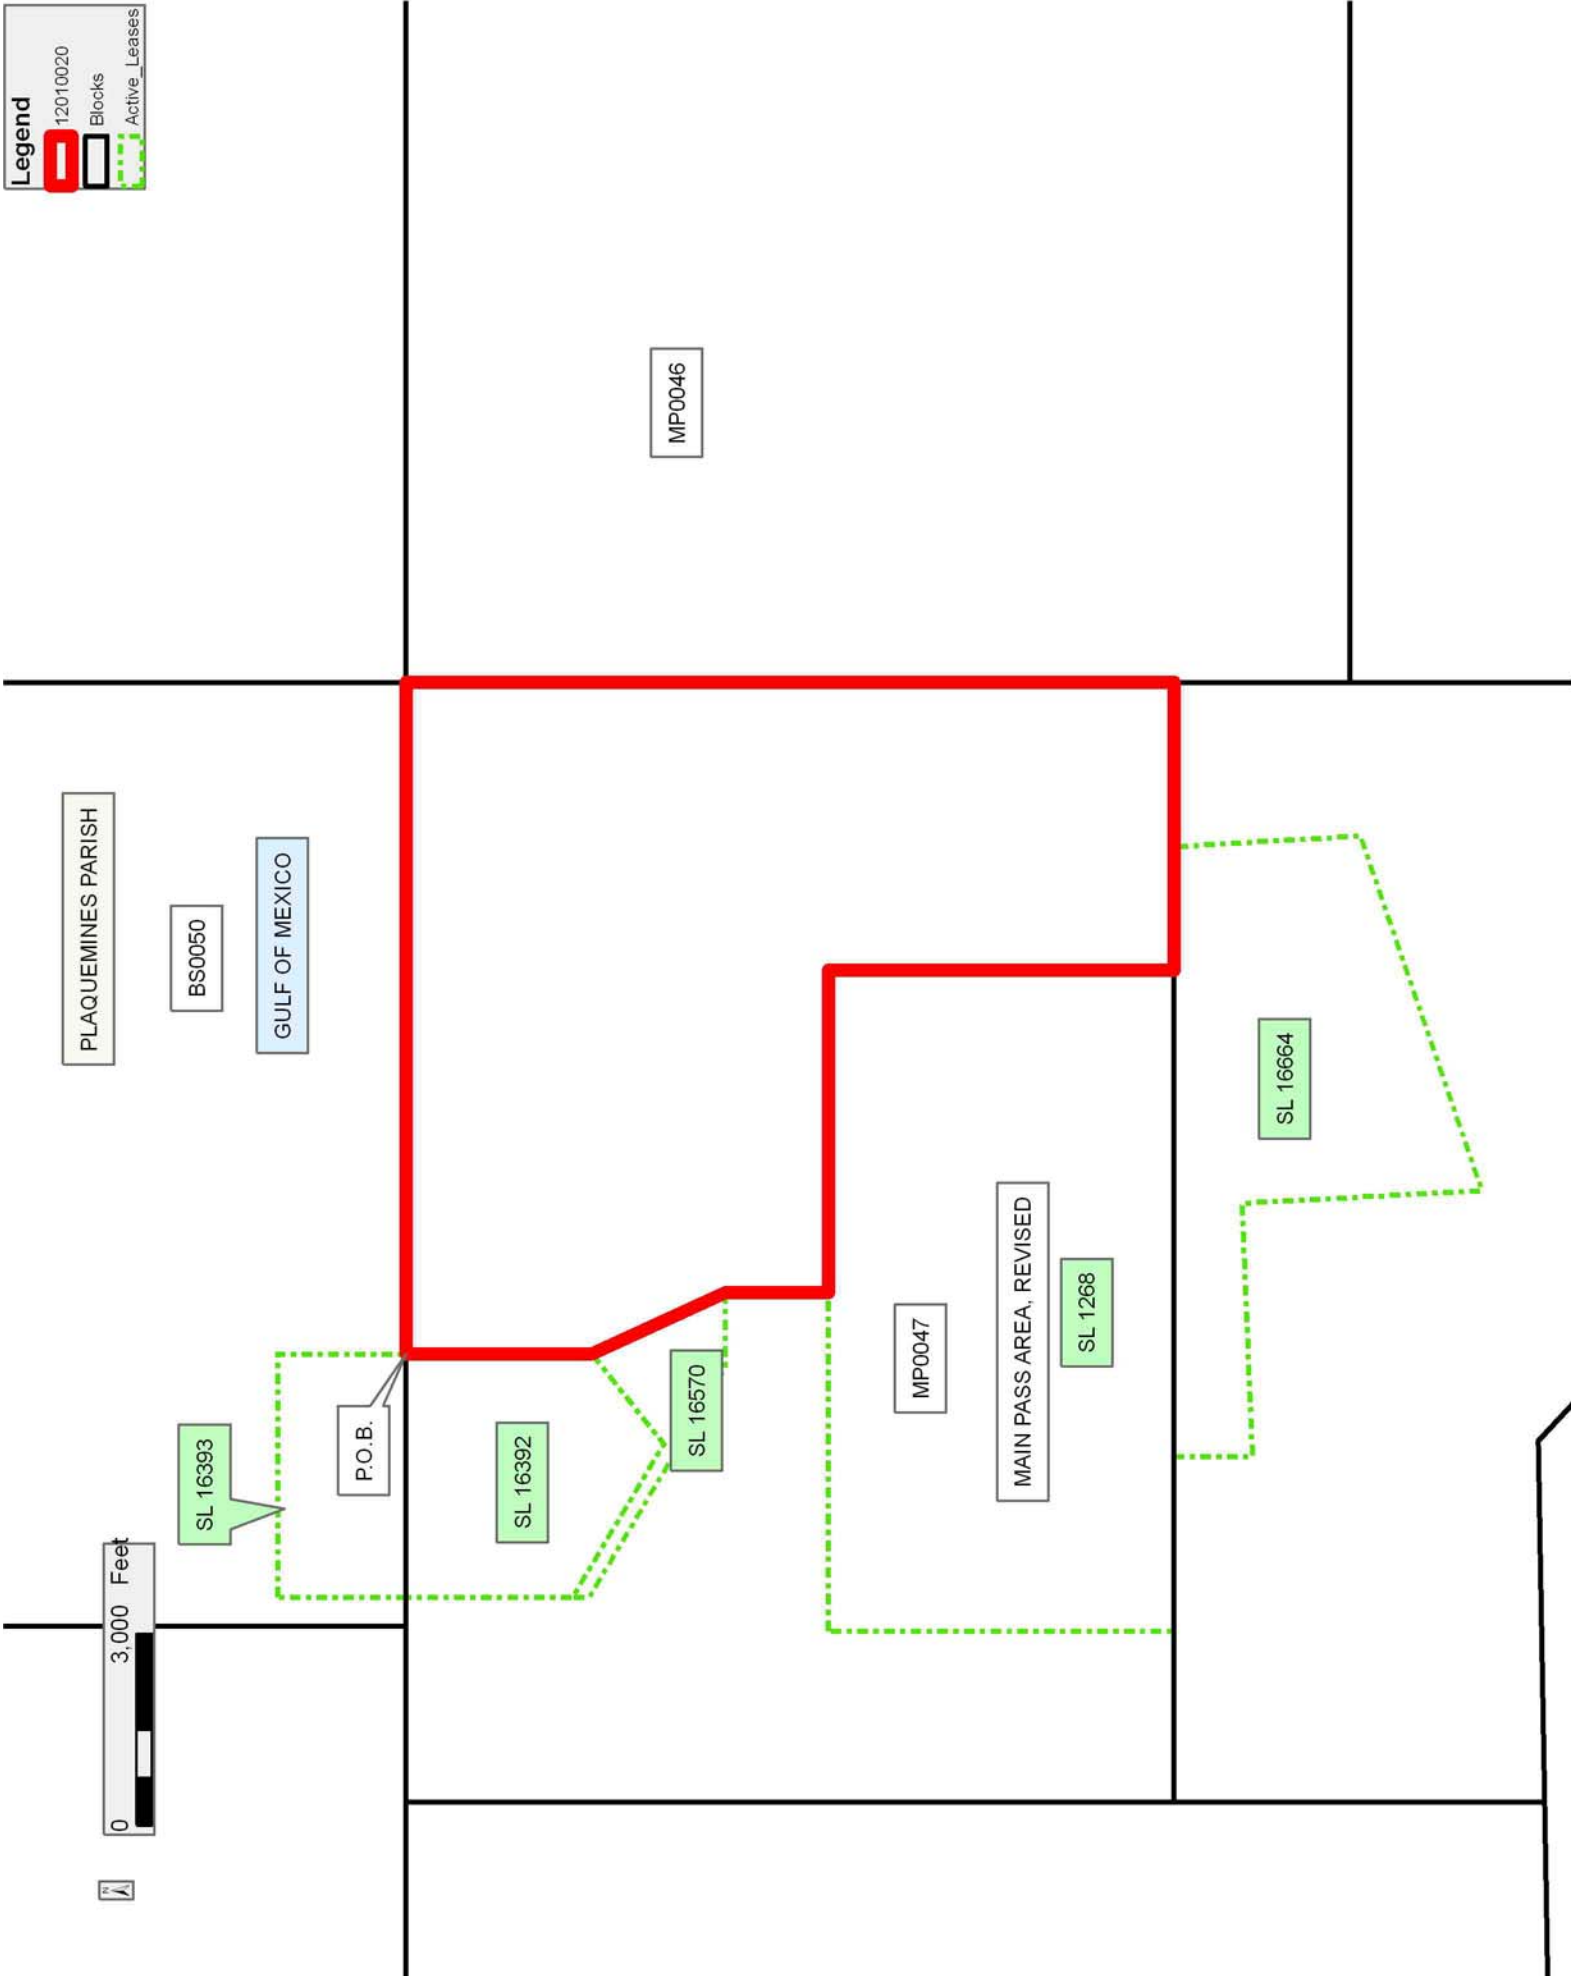 Legend
12010020
Blocks
Active_Leases
PLAQUEMINES PARISH
BS0050
GULF OF MEXICO
MP0046
0 3,000 Feet
N
SL 16393
P.O.B.
SL 16392
SL 16570
MP0047
MAIN PASS AREA, REVISED
SL 1268
SL 16664